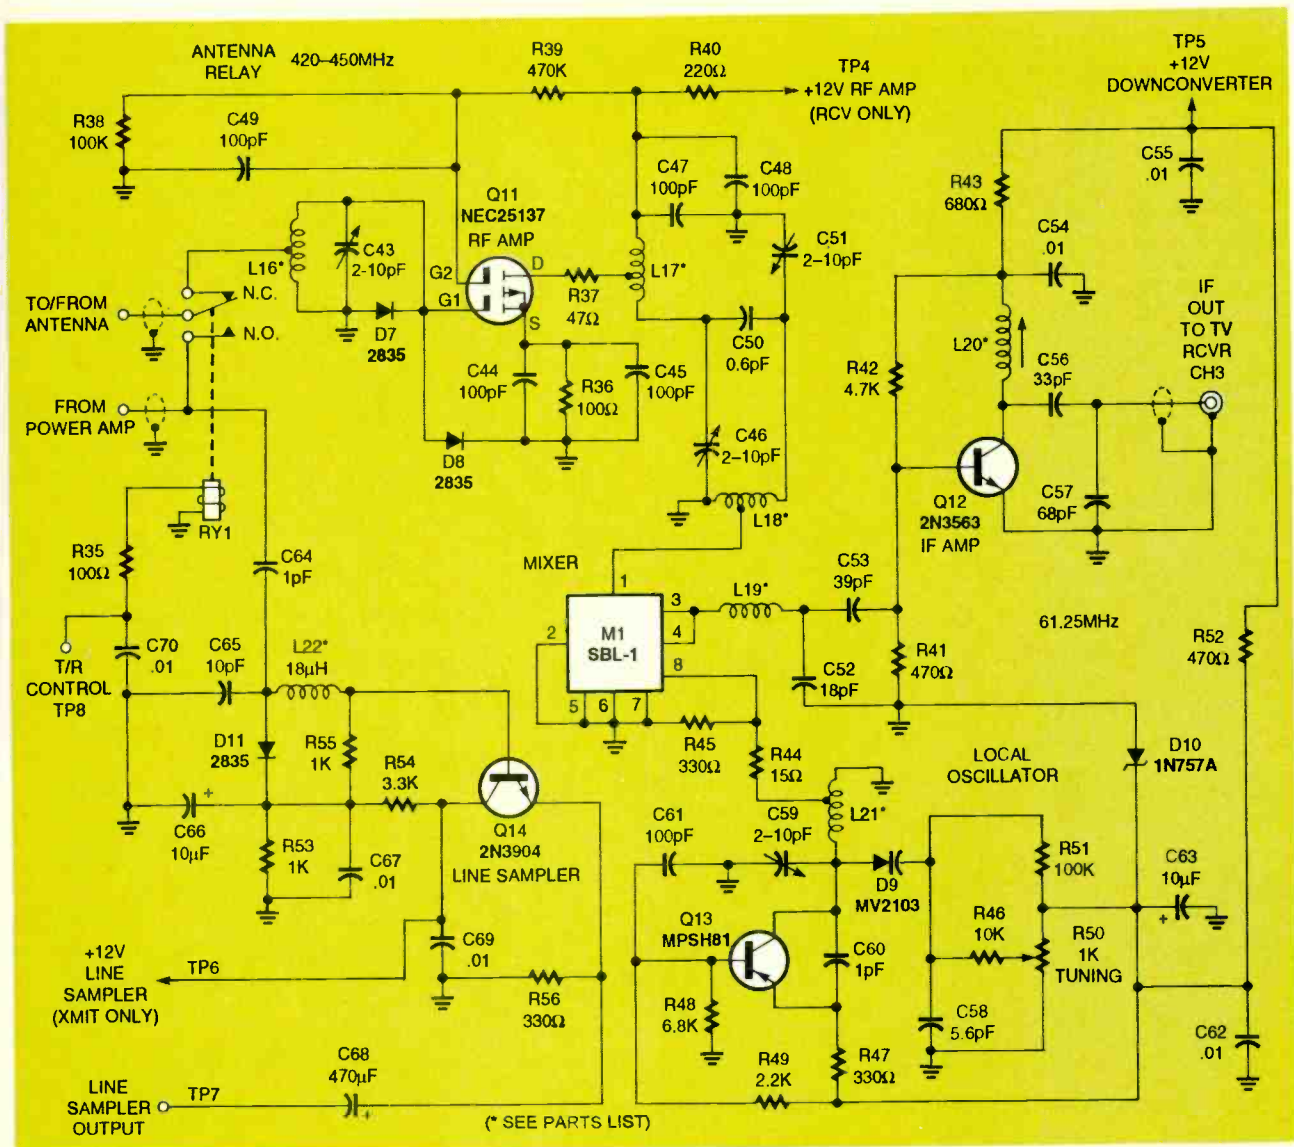 ANTENNA
RELAY
420–450MHz
R39
470K
R40
220Ω
TP4
+12V RF AMP
(RCV ONLY)
TP5
+12V
DOWNCONVERTER
R38
100K
C49
100pF
C47
100pF
C48
100pF
C55
.01
R43
680Ω
Q11
NEC25137
RF AMP
C54
.01
C43
2-10pF
L16*
C51
2–10pF
G2
G1
D
S
L17*
R37
47Ω
N.C.
N.O.
TO/FROM
ANTENNA
D7
2835
IF
OUT
TO TV
RCVR
CH3
L20*
C56
33pF
C50
0.6pF
R42
4.7K
C44
100pF
R36
100Ω
C45
100pF
FROM
POWER AMP
C46
2–10pF
D8
2835
C57
68pF
Q12
2N3563
IF AMP
RY1
L18*
R35
100Ω
C64
1pF
MIXER
C53
39pF
L19*
1
2
3
4
8
5
6
7
M1
SBL-1
61.25MHz
T/R
CONTROL
TP8
C70
.01
C65
10pF
L22*
18μH
R41
470Ω
R52
470Ω
C52
18pF
D11
2835
R55
1K
R54
3.3K
R45
330Ω
R44
15Ω
LOCAL
OSCILLATOR
D10
1N757A
C66
10μF
+
R53
1K
C67
.01
Q14
2N3904
LINE SAMPLER
C61
100pF
C59
2–10pF
L21*
R51
100K
C63
10μF
+
D9
MV2103
Q13
MPSH81
R46
10K
R50
1K
TUNING
C60
1pF
+12V
LINE
SAMPLER
(XMIT ONLY)
TP6
C69
.01
R56
330Ω
R48
6.8K
C58
5.6pF
R49
2.2K
R47
330Ω
C62
.01
C68
470μF
+
LINE
SAMPLER
OUTPUT
TP7
(* SEE PARTS LIST)